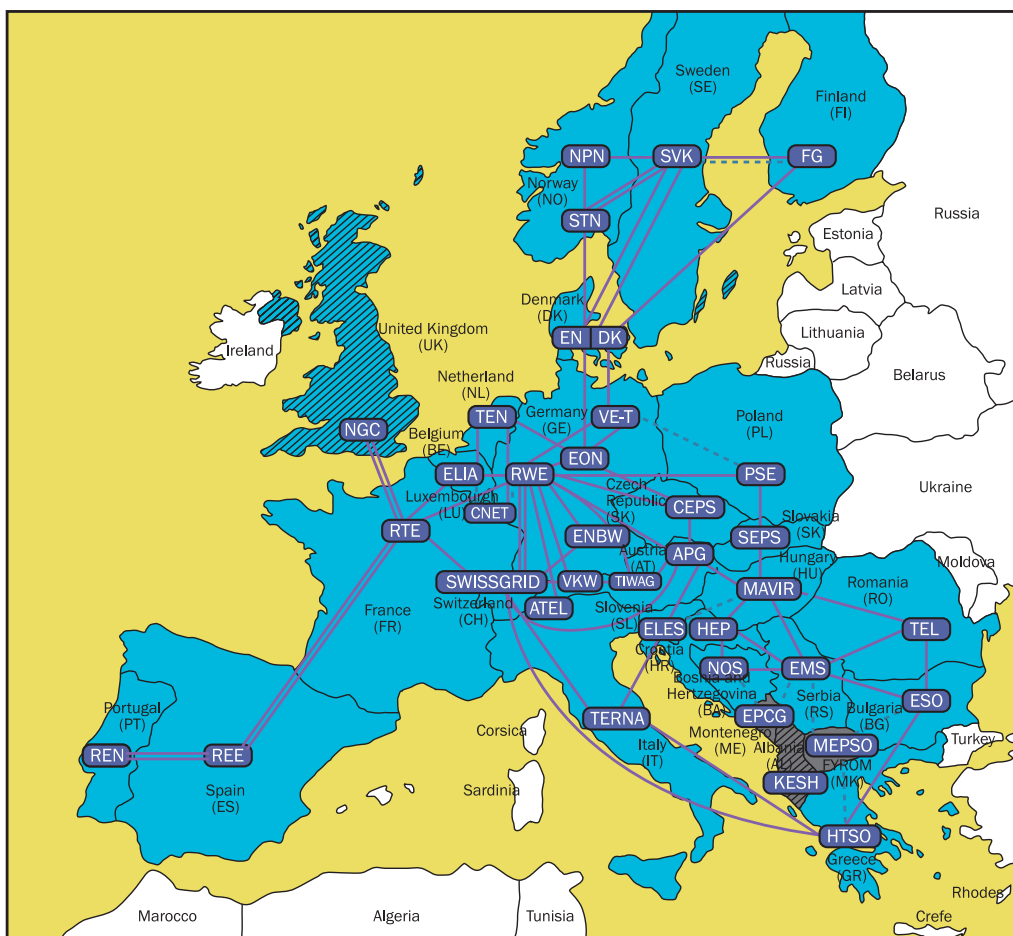 Sweden
(SE)
Finland
(FI)
NPN
SVK
FG
Norway
(NO)
STN
Russia
Estonia
Latvia
Denmark
(DK)
EN
DK
Lithuania
Russia
Belarus
Ireland
United Kingdom
(UK)
Netherland
(NL)
TEN
Germany
(GE)
VE-T
Poland
(PL)
NGC
Belgium
(BE)
EON
ELIA
RWE
PSE
Ukraine
Luxembourgh
(LU)
CNET
Czech
Republic
(SK)
CEPS
Slovakia
(SK)
RTE
ENBW
SEPS
Austria
(AT)
APG
Hungary
(HU)
Moldova
SWISSGRID
VKW
TIWAG
MAVIR
Romania
(RO)
Switzerland
(CH)
ATEL
Slovenia
(SL)
France
(FR)
ELES
HEP
TEL
Croatia
(HR)
NOS
EMS
Boshia and
Hertzegovina
(BA)
Serbia
(RS)
Bulgaria
(BG)
ESO
Portugal
(PT)
TERNA
EPCG
Corsica
Montenegro
(ME)
Turkey
REN
REE
Italy
(IT)
Albania
(AL)
MEPSO
FYROM
(MK)
Spain
(ES)
Sardinia
KESH
HTSO
Greece
(GR)
Rhodes
Marocco
Algeria
Tunisia
Crefe